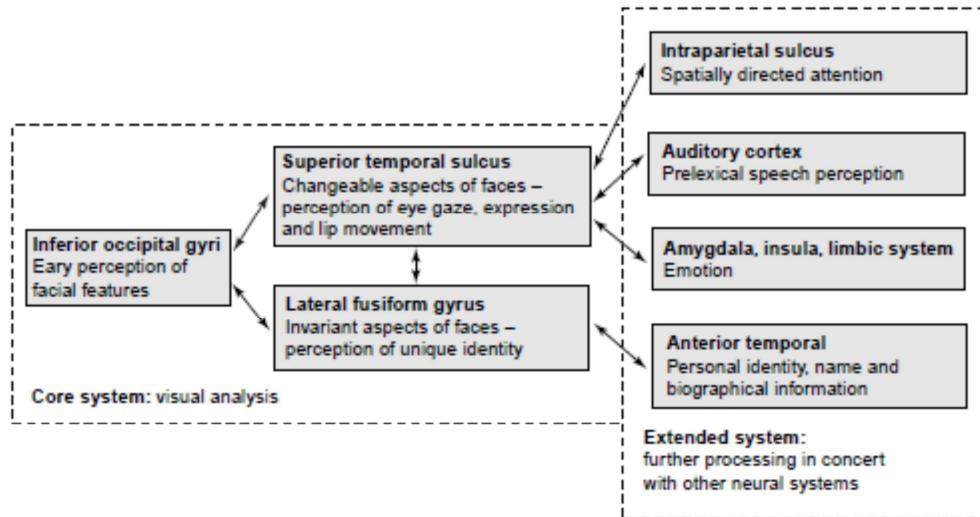 Inferior occipital gyri
Eary perception of
facial features
Superior temporal sulcus
Changeable aspects of faces –
perception of eye gaze, expression
and lip movement
Lateral fusiform gyrus
Invariant aspects of faces –
perception of unique identity
Core system: visual analysis
Intraparietal sulcus
Spatially directed attention
Auditory cortex
Prelexical speech perception
Amygdala, insula, limbic system
Emotion
Anterior temporal
Personal identity, name and
biographical information
Extended system:
further processing in concert
with other neural systems